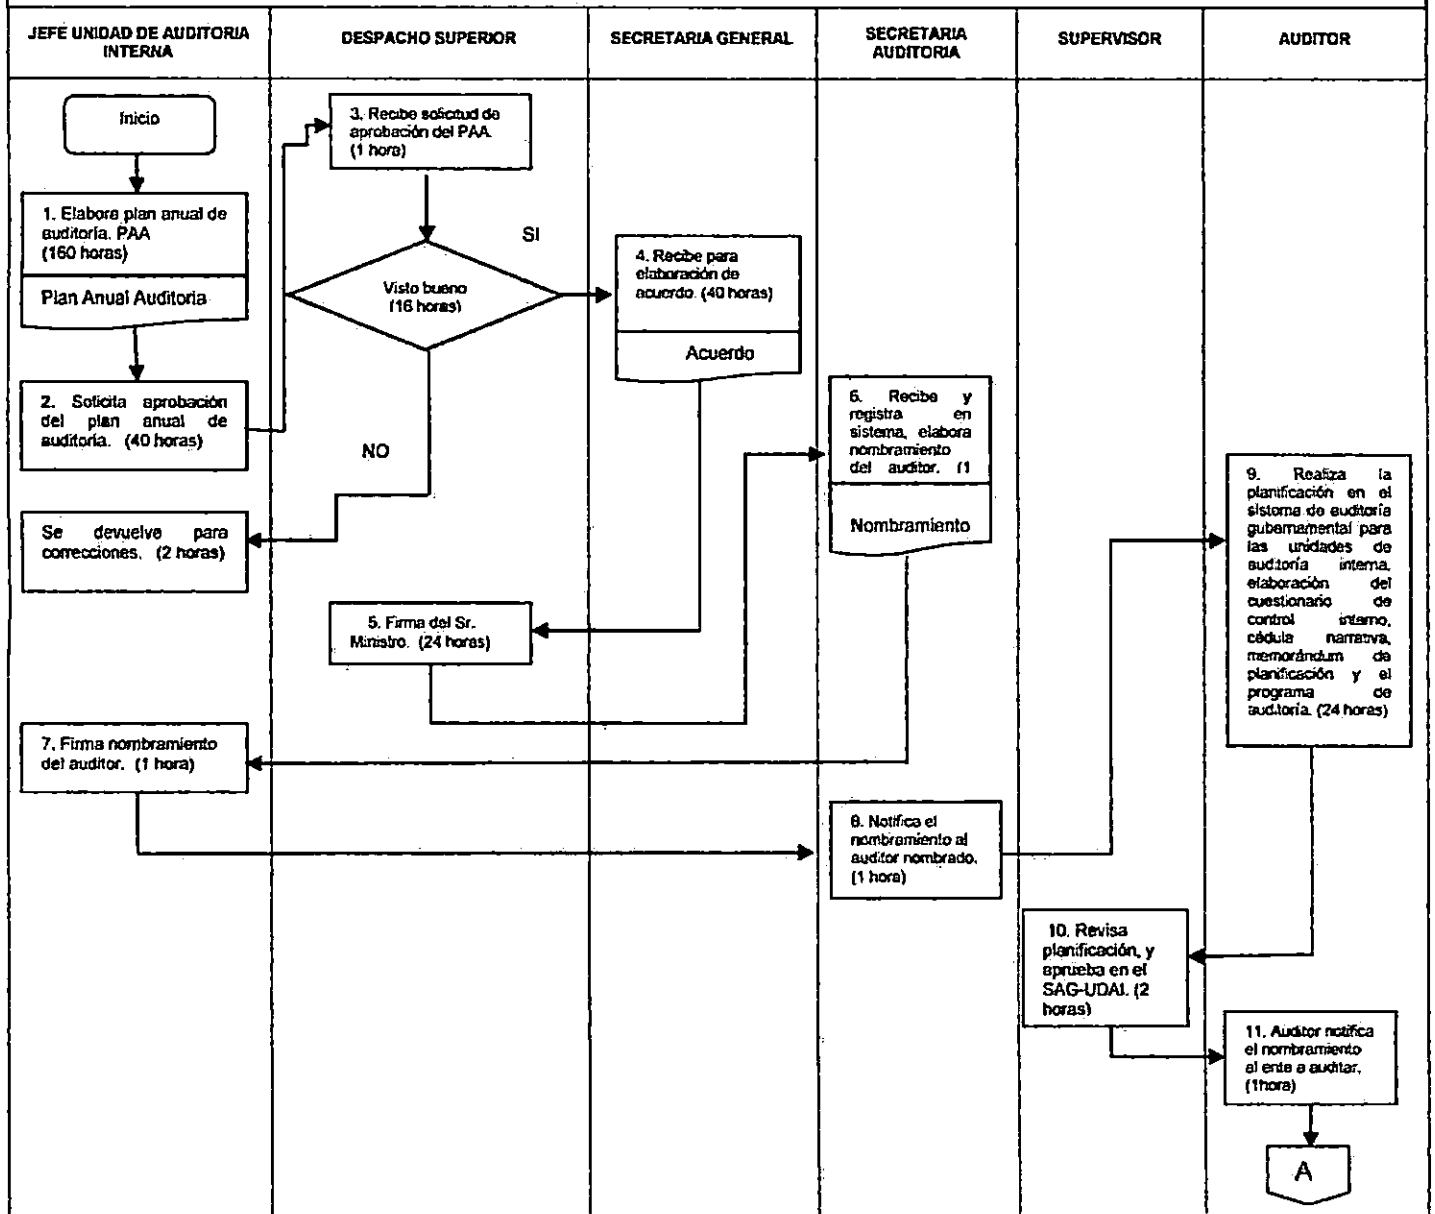 JEFE UNIDAD DE AUDITORIA
INTERNA
DESPACHO SUPERIOR
SECRETARIA GENERAL
SECRETARIA
AUDITORIA
SUPERVISOR
AUDITOR
Inicio
1. Elabora plan anual de
auditoría. PAA
(160 horas)
Plan Anual Auditoria
2. Solicita aprobación
del plan anual de
auditoría. (40 horas)
3. Recibe solicitud de
aprobación del PAA.
(1 hora)
Visto bueno
(16 horas)
SI
NO
Se devuelve para
correcciones. (2 horas)
4. Recibe para
elaboración de
acuerdo. (40 horas)
Acuerdo
5. Firma del Sr.
Ministro. (24 horas)
6. Recibe y
registra en
sistema, elabora
nombramiento
del auditor. (1
Nombramiento
7. Firma nombramiento
del auditor. (1 hora)
8. Notifica el
nombramiento al
auditor nombrado.
(1 hora)
9. Realiza la
planificación en el
sistema de auditoría
gubernamental para
las unidades de
auditoría interna,
elaboración del
cuestionario de
control interno,
cédula narrativa,
memorándum de
planificación y el
programa de
auditoría. (24 horas)
10. Revisa
planificación, y
aprueba en el
SAG-UDAI. (2
horas)
11. Auditor notifica
el nombramiento
al ente a auditar.
(1hora)
A